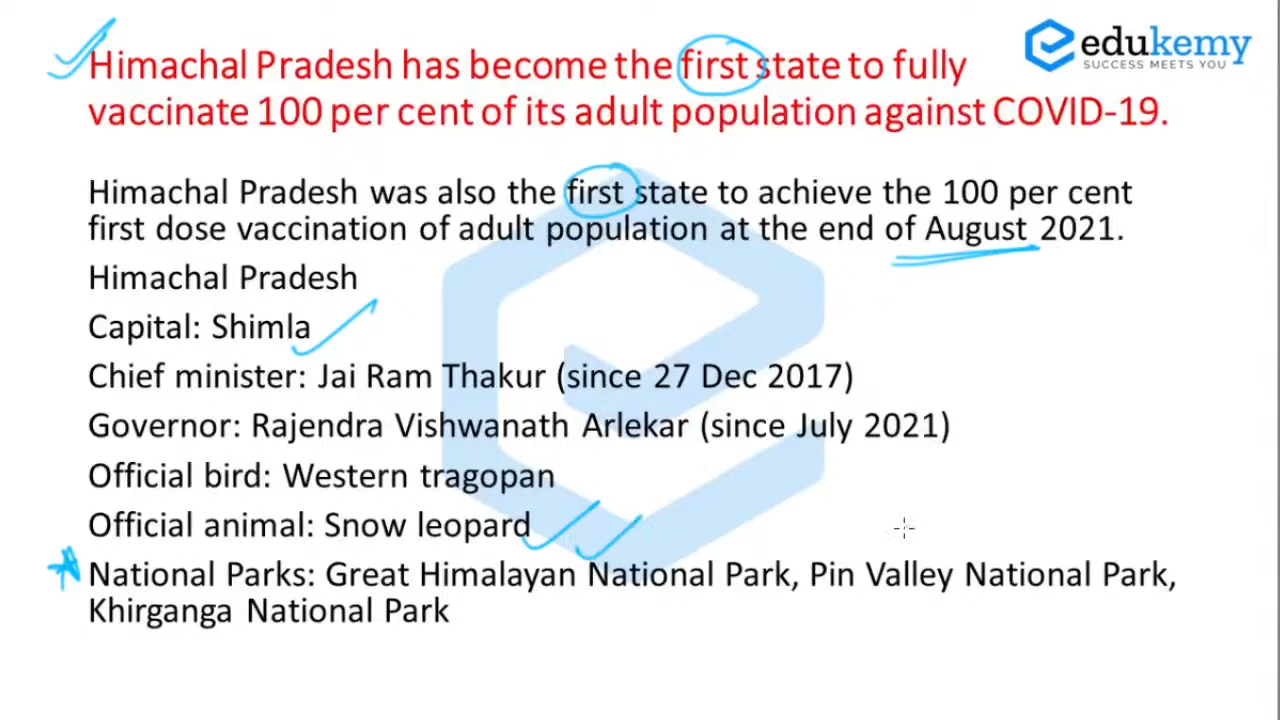 edukemy
SUCCESS MEETS YOU
Himachal Pradesh has become the first state to fully
vaccinate 100 per cent of its adult population against COVID-19.
Himachal Pradesh was also the first state to achieve the 100 per cent
first dose vaccination of adult population at the end of August 2021.
Himachal Pradesh
Capital: Shimla
Chief minister: Jai Ram Thakur (since 27 Dec 2017)
Governor: Rajendra Vishwanath Arlekar (since July 2021)
Official bird: Western tragopan
Official animal: Snow leopard
National Parks: Great Himalayan National Park, Pin Valley National Park,
Khirganga National Park